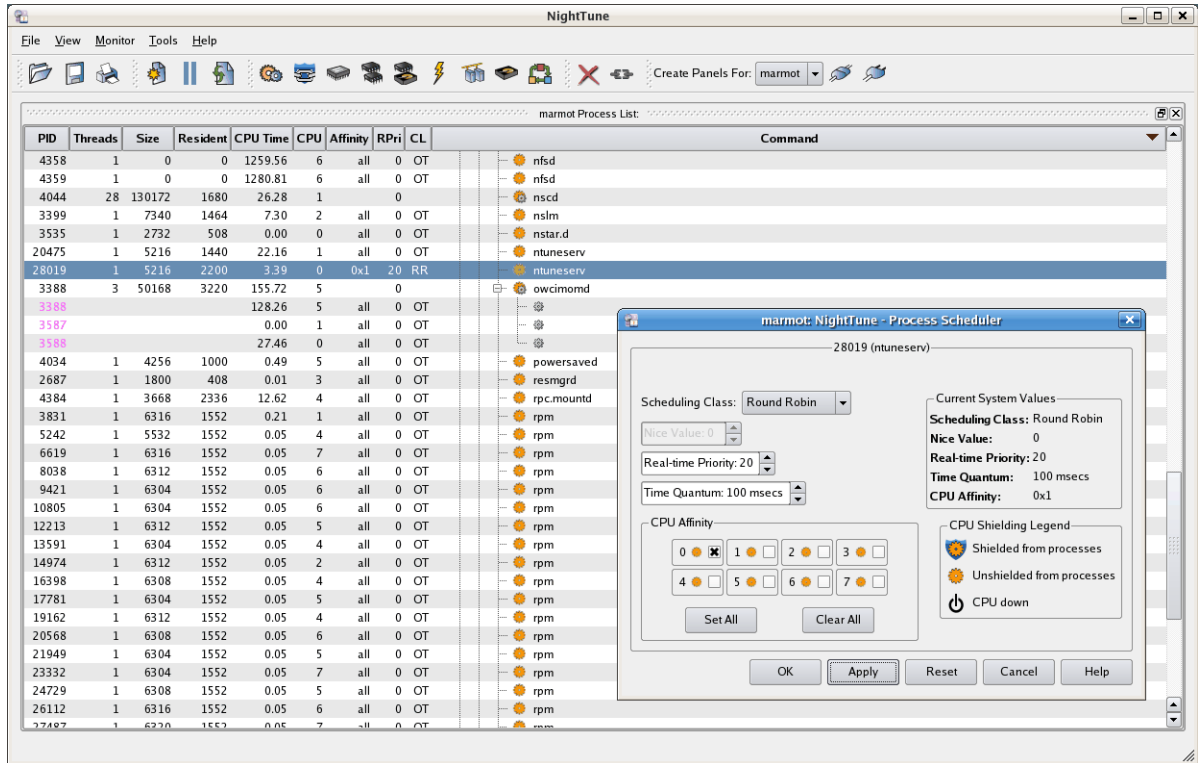 NightTune
File View Monitor Tools Help
Create Panels For: marmot
marmot Process List:
PID Threads Size Resident CPU Time CPU Affinity RPri CL Command
4358 1 0 0 1259.56 6 all 0 OT nfsd
4359 1 0 0 1280.81 6 all 0 OT nfsd
4044 28 130172 1680 26.28 1 0 nscd
3399 1 7340 1464 7.30 2 all 0 OT nslm
3535 1 2732 508 0.00 0 all 0 OT nstar.d
20475 1 5216 1440 22.16 1 all 0 OT ntuneserv
28019 1 5216 2200 3.39 0 0x1 20 RR ntuneserv
3388 3 50168 3220 155.72 5 0 owcimomd
3388 128.26 5 all 0 OT
3587 0.00 1 all 0 OT
3588 27.46 0 all 0 OT
4034 1 4256 1000 0.49 5 all 0 OT powersaved
2687 1 1800 408 0.01 3 all 0 OT resmgrd
4384 1 3668 2336 12.62 4 all 0 OT rpc.mountd
3831 1 6316 1552 0.21 1 all 0 OT rpm
5242 1 5532 1552 0.05 4 all 0 OT rpm
6619 1 6316 1552 0.05 7 all 0 OT rpm
8038 1 6312 1552 0.05 6 all 0 OT rpm
9421 1 6304 1552 0.05 6 all 0 OT rpm
10805 1 6304 1552 0.05 6 all 0 OT rpm
12213 1 6312 1552 0.05 5 all 0 OT rpm
13591 1 6304 1552 0.05 4 all 0 OT rpm
14974 1 6312 1552 0.05 2 all 0 OT rpm
16398 1 6308 1552 0.05 4 all 0 OT rpm
17781 1 6304 1552 0.05 5 all 0 OT rpm
19162 1 6312 1552 0.05 4 all 0 OT rpm
20568 1 6308 1552 0.05 6 all 0 OT rpm
21949 1 6304 1552 0.05 5 all 0 OT rpm
23332 1 6304 1552 0.05 7 all 0 OT rpm
24729 1 6308 1552 0.05 5 all 0 OT rpm
26112 1 6316 1552 0.05 6 all 0 OT rpm
27487 1 6320 1552 0.05 7 all 0 OT rpm
marmot: NightTune - Process Scheduler
28019 (ntuneserv)
Scheduling Class: Round Robin
Nice Value: 0
Real-time Priority: 20
Time Quantum: 100 msecs
Current System Values
Scheduling Class: Round Robin
Nice Value: 0
Real-time Priority: 20
Time Quantum: 100 msecs
CPU Affinity: 0x1
CPU Affinity
0 1 2 3
4 5 6 7
Set All Clear All
CPU Shielding Legend
Shielded from processes
Unshielded from processes
CPU down
OK Apply Reset Cancel Help